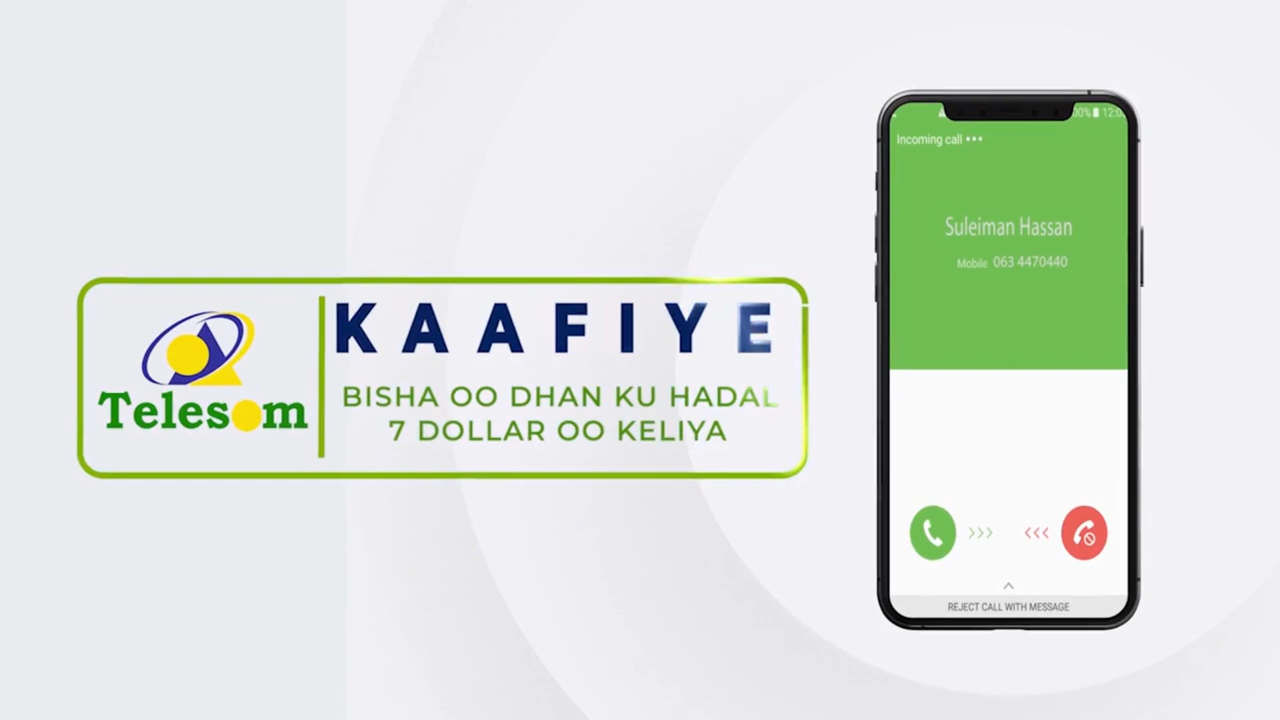 Telesom
KAAFIYE
BISHA OO DHAN KU HADAL
7 DOLLAR OO KELIYA
Incoming call •••
Suleiman Hassan
Mobile 063 4470440
REJECT CALL WITH MESSAGE